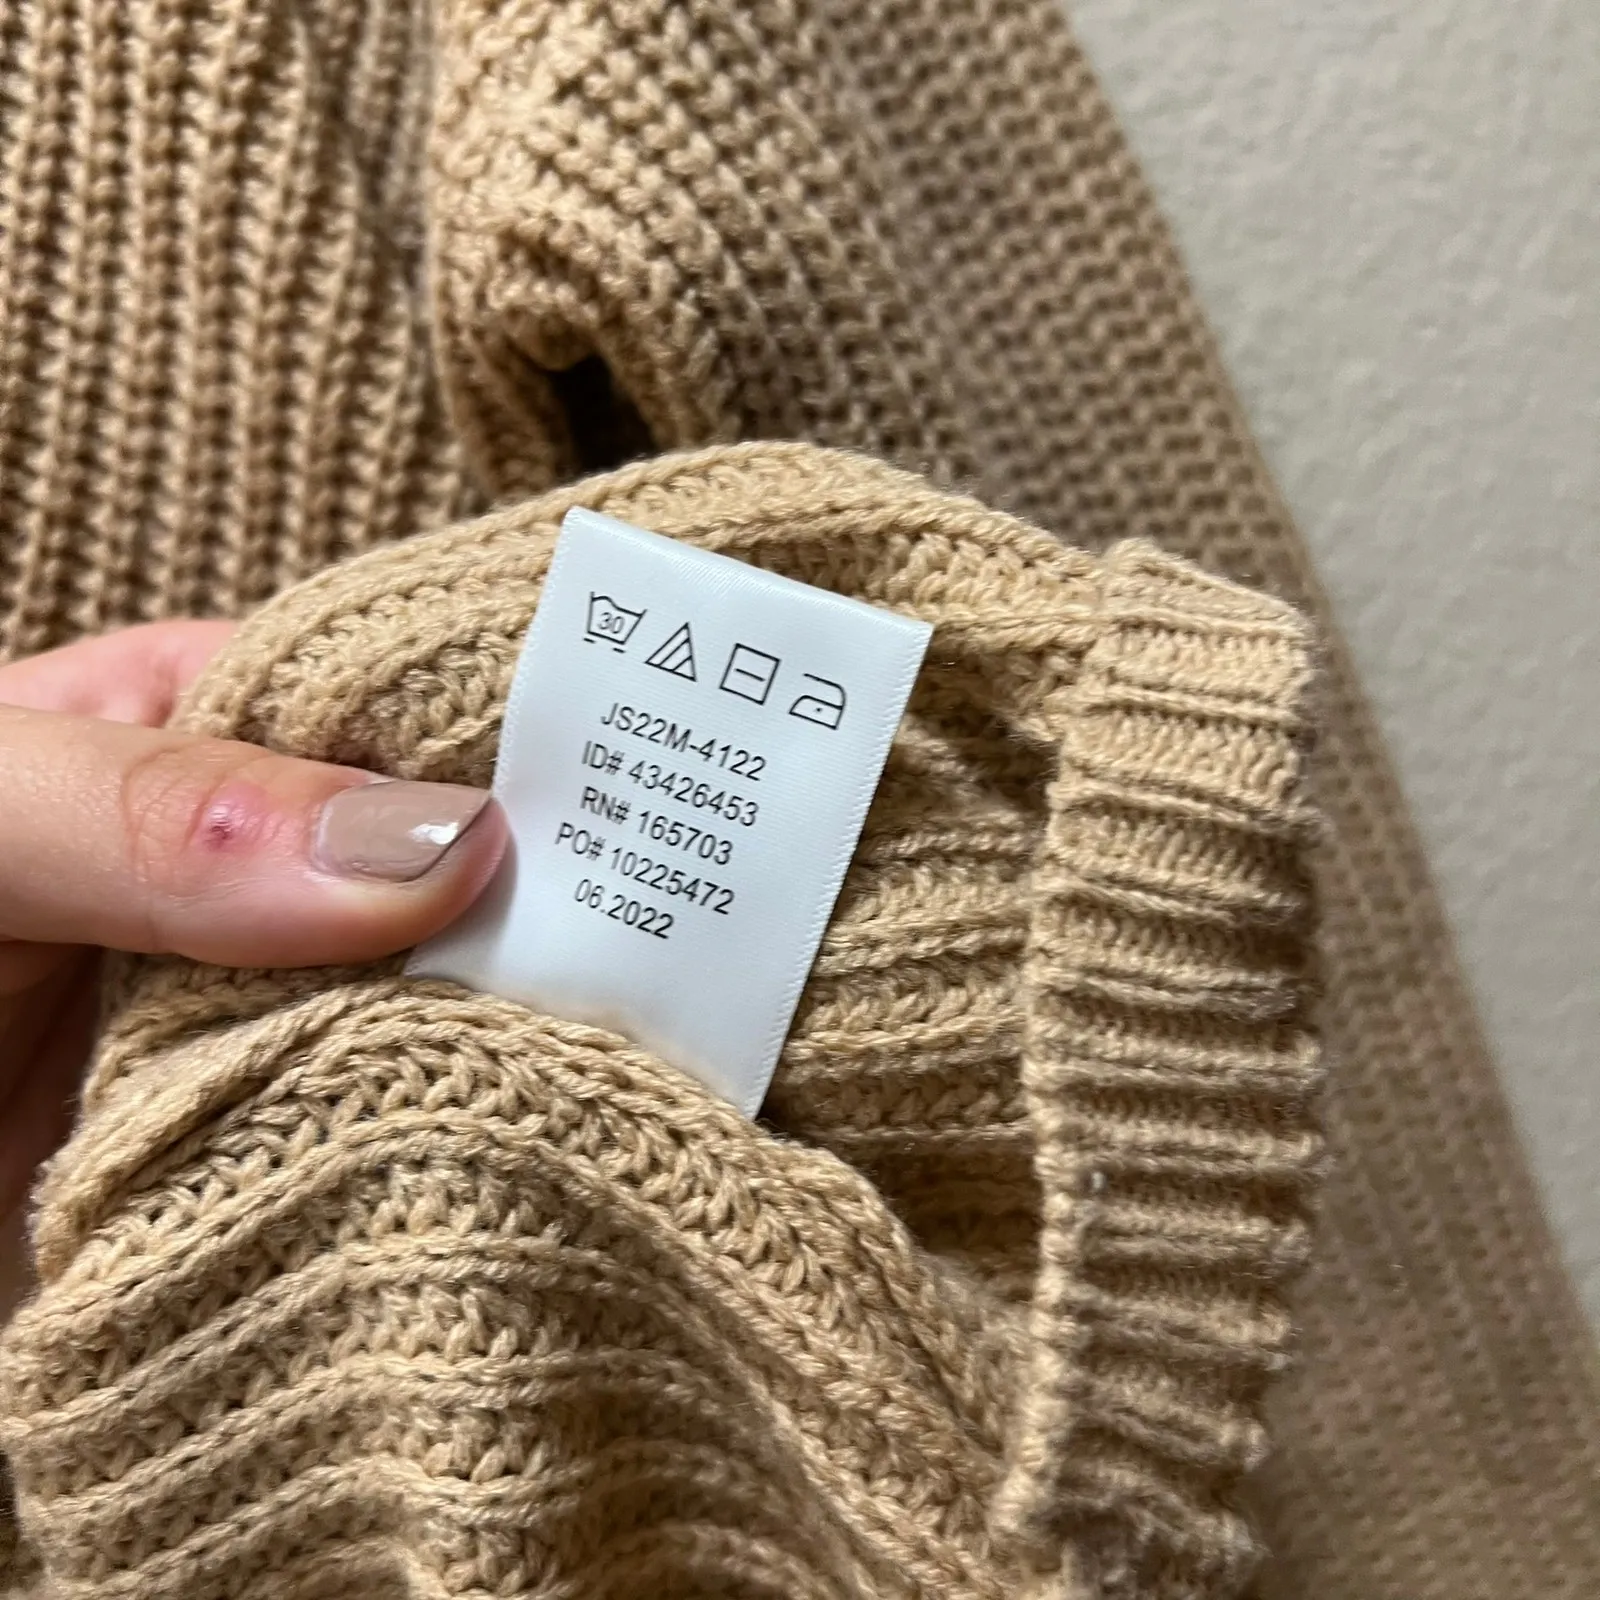 30
JS22M-4122
ID# 43426453
RN# 165703
PO# 10225472
06.2022